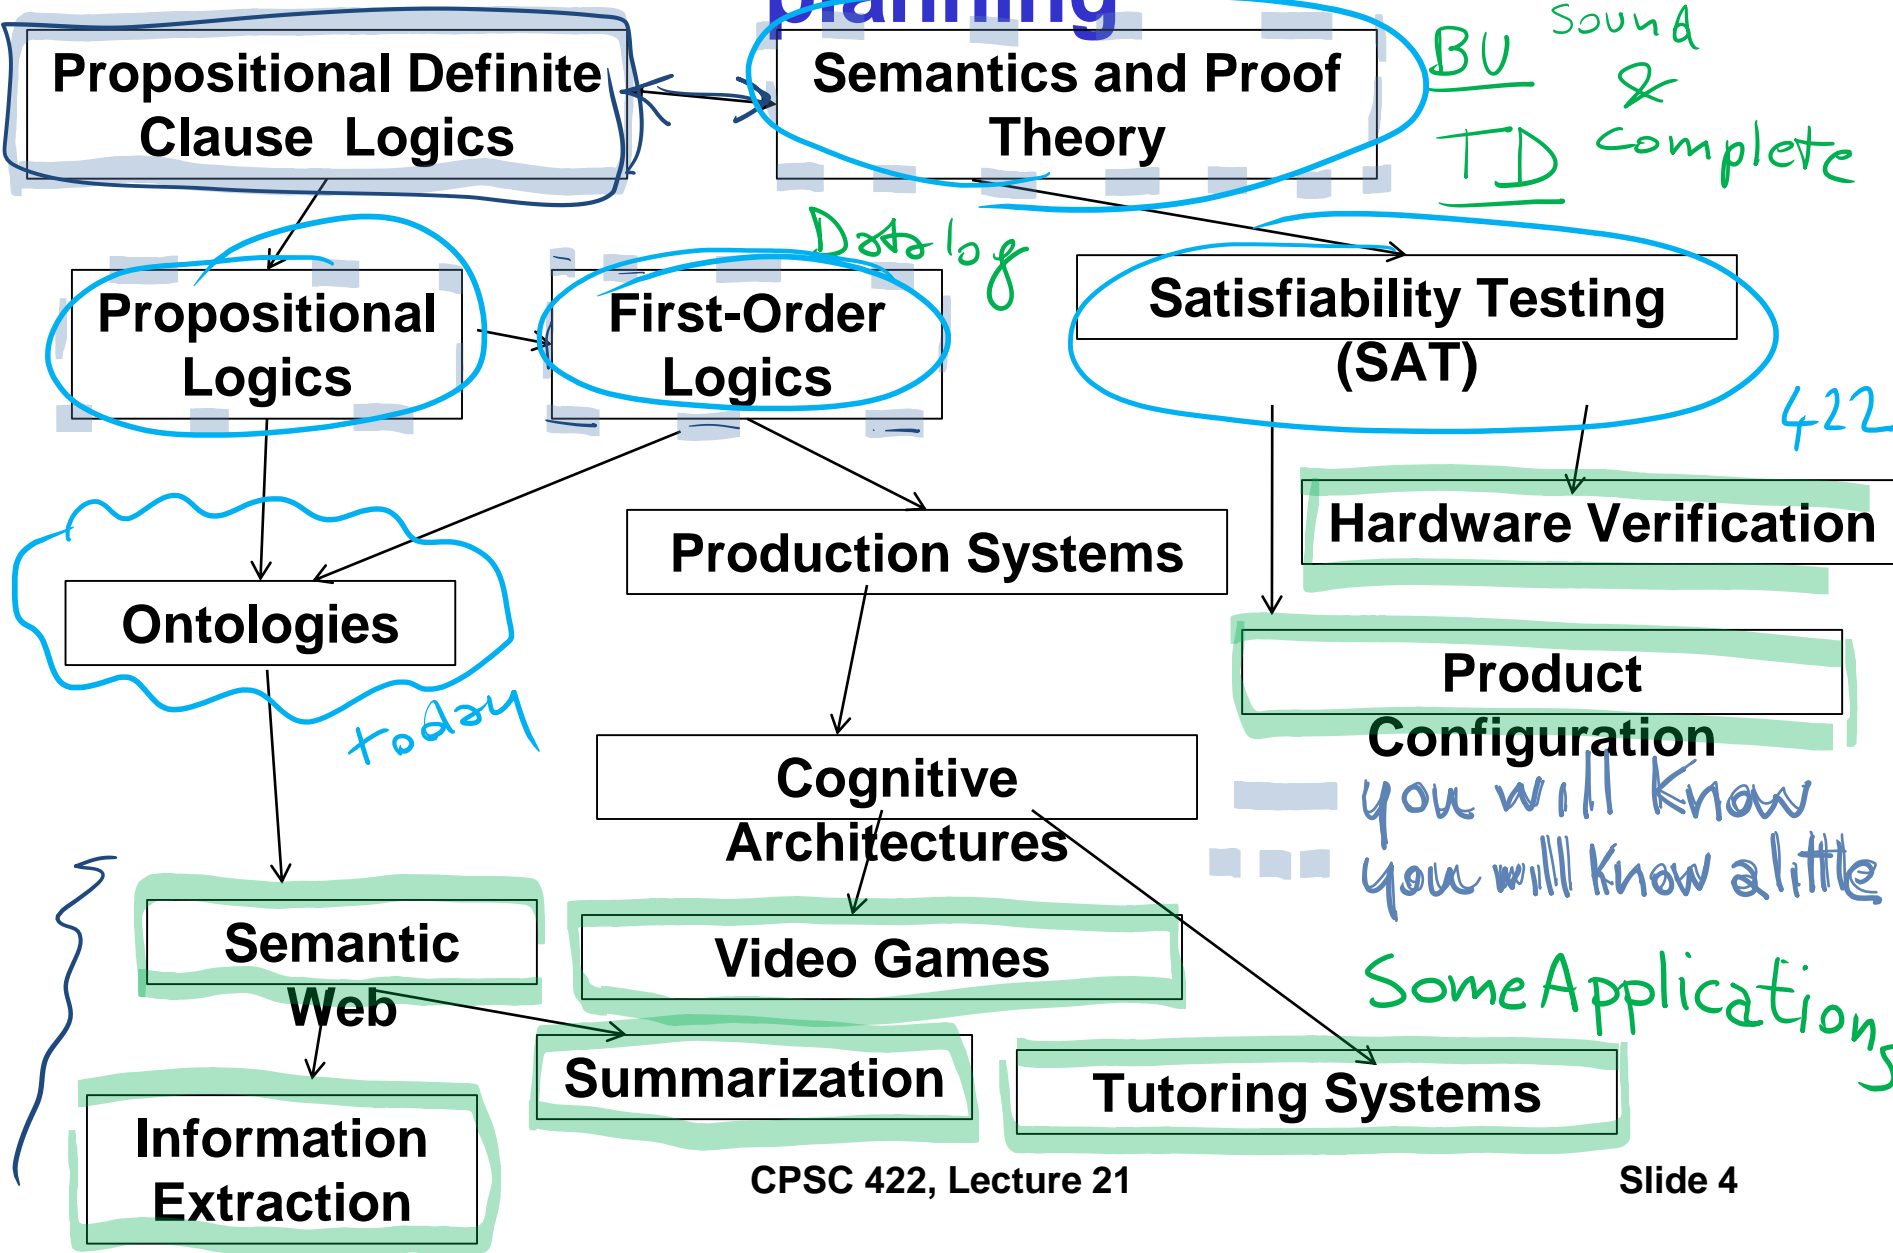 planning
Propositional Definite
Clause Logics
Semantics and Proof
Theory
BU
TD
Sound
&
complete
Datalog
Propositional
Logics
First-Order
Logics
Satisfiability Testing
(SAT)
422
Hardware Verification
Production Systems
Ontologies
today
Product
Configuration
Cognitive
Architectures
you will Know
you will Know a little
Semantic
Web
Video Games
Some Applications
Summarization
Tutoring Systems
Information
Extraction
CPSC 422, Lecture 21
Slide 4